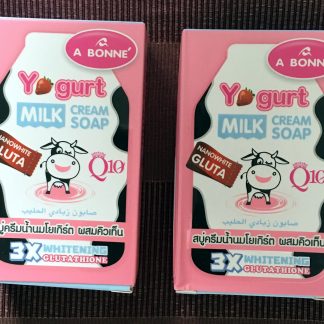 A BONNE'
Yogurt
MILK CREAM SOAP
NANOWHITE
GLUTA
Q10
صابون زبادي الحليب
สบู่ครีมน้ำนมโยเกิร์ต ผสมคิวเท็น
3X WHITENING
GLUTATHIONE
A BONNE'
Yogurt
MILK CREAM SOAP
NANOWHITE
GLUTA
Q10
صابون زبادي الحليب
สบู่ครีมน้ำนมโยเกิร์ต ผสมคิวเท็น
3X WHITENING
GLUTATHIONE